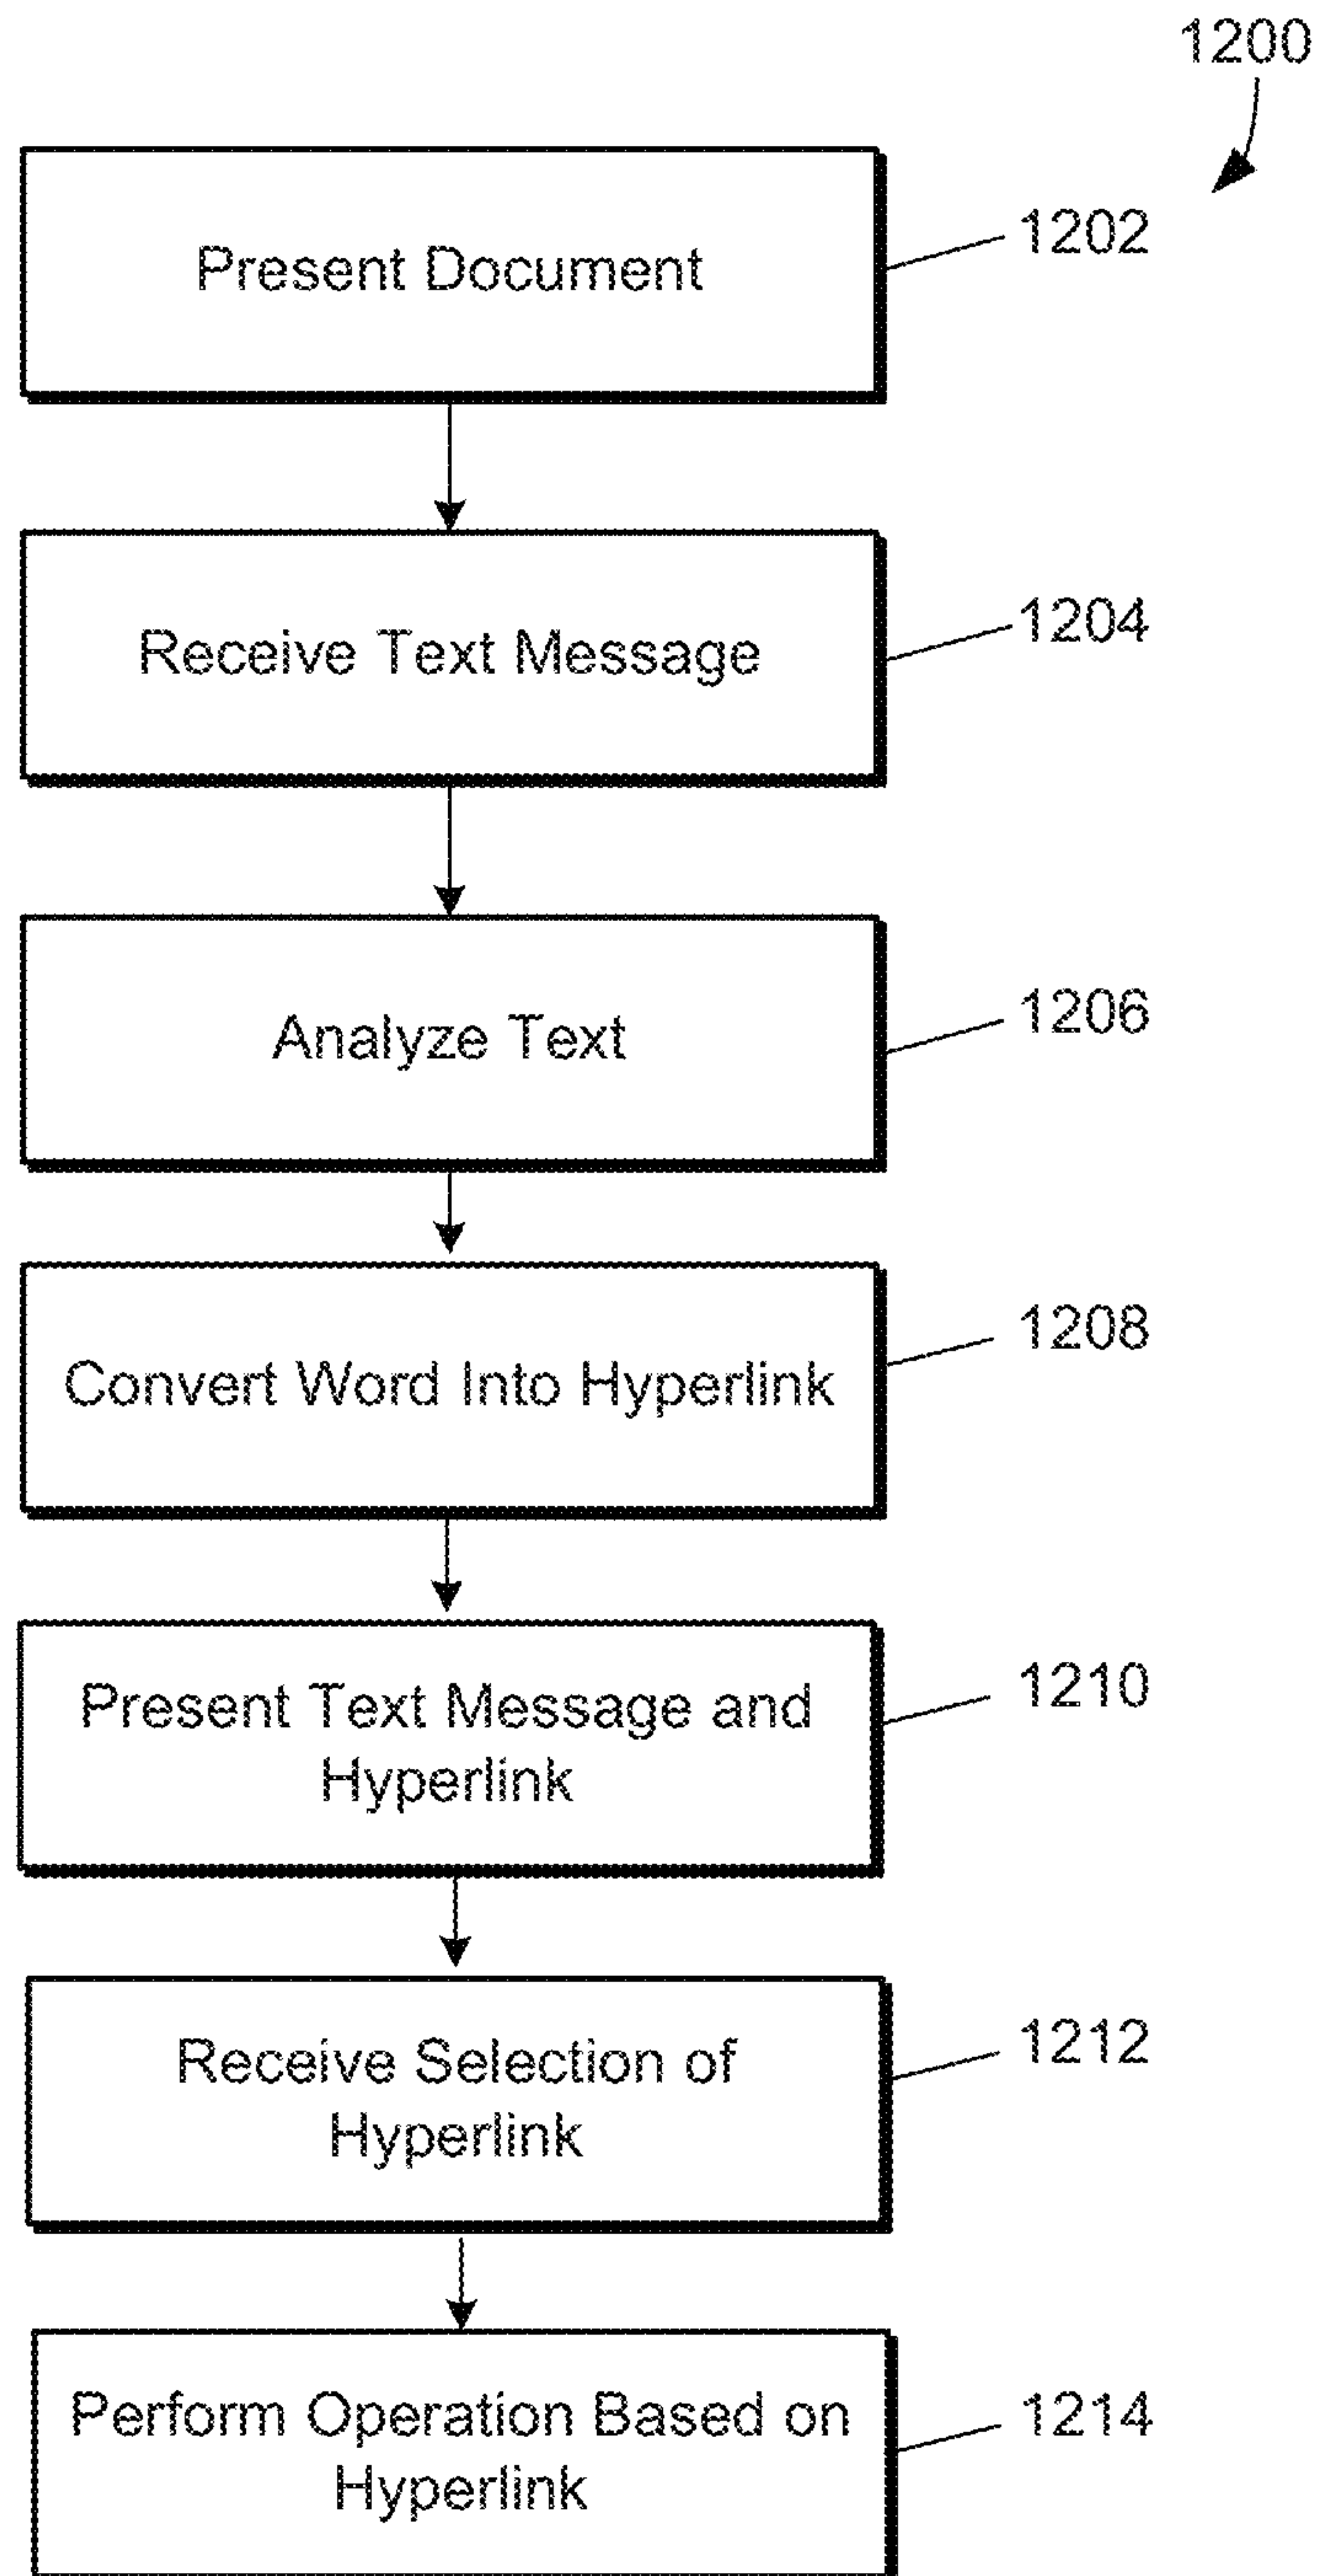 1200
Present Document
1202
Receive Text Message
1204
Analyze Text
1206
Convert Word Into Hyperlink
1208
Present Text Message and
Hyperlink
1210
Receive Selection of
Hyperlink
1212
Perform Operation Based on
Hyperlink
1214